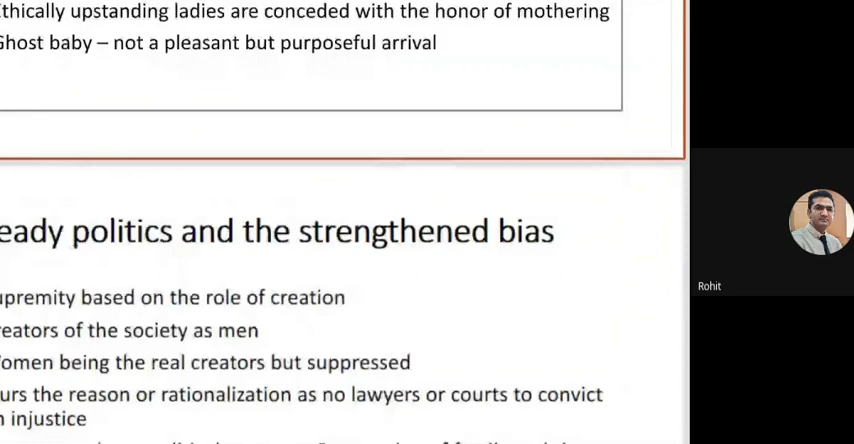 Ethically upstanding ladies are conceded with the honor of mothering
Ghost baby – not a pleasant but purposeful arrival
eady politics and the strengthened bias
upremity based on the role of creation
reators of the society as men
Women being the real creators but suppressed
urs the reason or rationalization as no lawyers or courts to convict
n injustice
Rohit